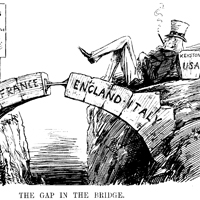 KEYSTONE
USA
FRANCE
ENGLAND-ITALY
THE GAP IN THE BRIDGE.